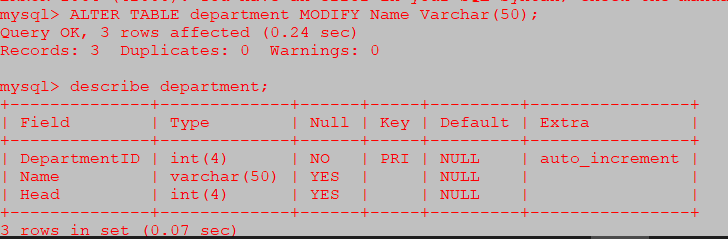 mysql> ALTER TABLE department MODIFY Name Varchar(50);
Query OK, 3 rows affected (0.24 sec)
Records: 3  Duplicates: 0  Warnings: 0
mysql> describe department;
+--------------+-------------+------+-----+---------+----------------+
| Field        | Type        | Null | Key | Default | Extra          |
+--------------+-------------+------+-----+---------+----------------+
| DepartmentID | int(4)      | NO   | PRI | NULL    | auto_increment |
| Name         | varchar(50) | YES  |     | NULL    |                |
| Head         | int(4)      | YES  |     | NULL    |                |
+--------------+-------------+------+-----+---------+----------------+
3 rows in set (0.07 sec)